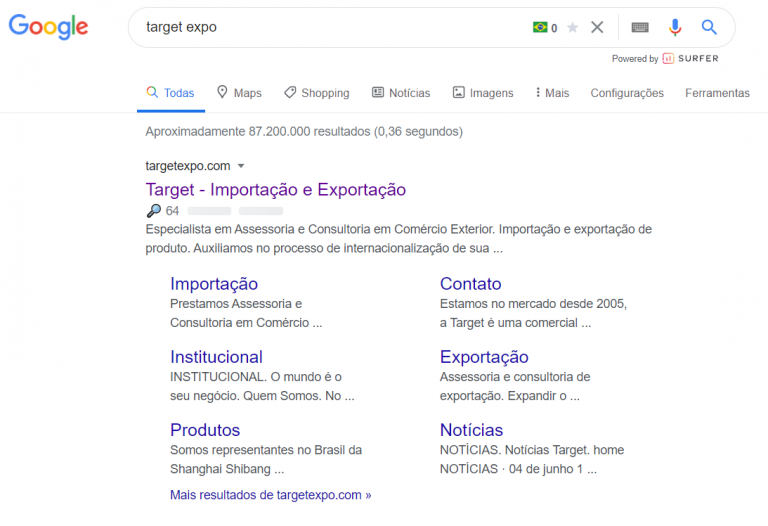 Google
target expo
0
Powered by SURFER
Todas Maps Shopping Notícias Imagens Mais Configurações Ferramentas
Aproximadamente 87.200.000 resultados (0,36 segundos)
targetexpo.com
Target - Importação e Exportação
64
Especialista em Assessoria e Consultoria em Comércio Exterior. Importação e exportação de
produto. Auxiliamos no processo de internacionalização de sua ...
Importação
Prestamos Assessoria e
Consultoria em Comércio ...
Contato
Estamos no mercado desde 2005,
a Target é uma comercial ...
Institucional
INSTITUCIONAL. O mundo é o
seu negócio. Quem Somos. No ...
Exportação
Assessoria e consultoria de
exportação. Expandir o ...
Produtos
Somos representantes no Brasil da
Shanghai Shibang ...
Notícias
NOTÌCIAS. Notícias Target. home
NOTÌCIAS · 04 de junho 1 ...
Mais resultados de targetexpo.com »